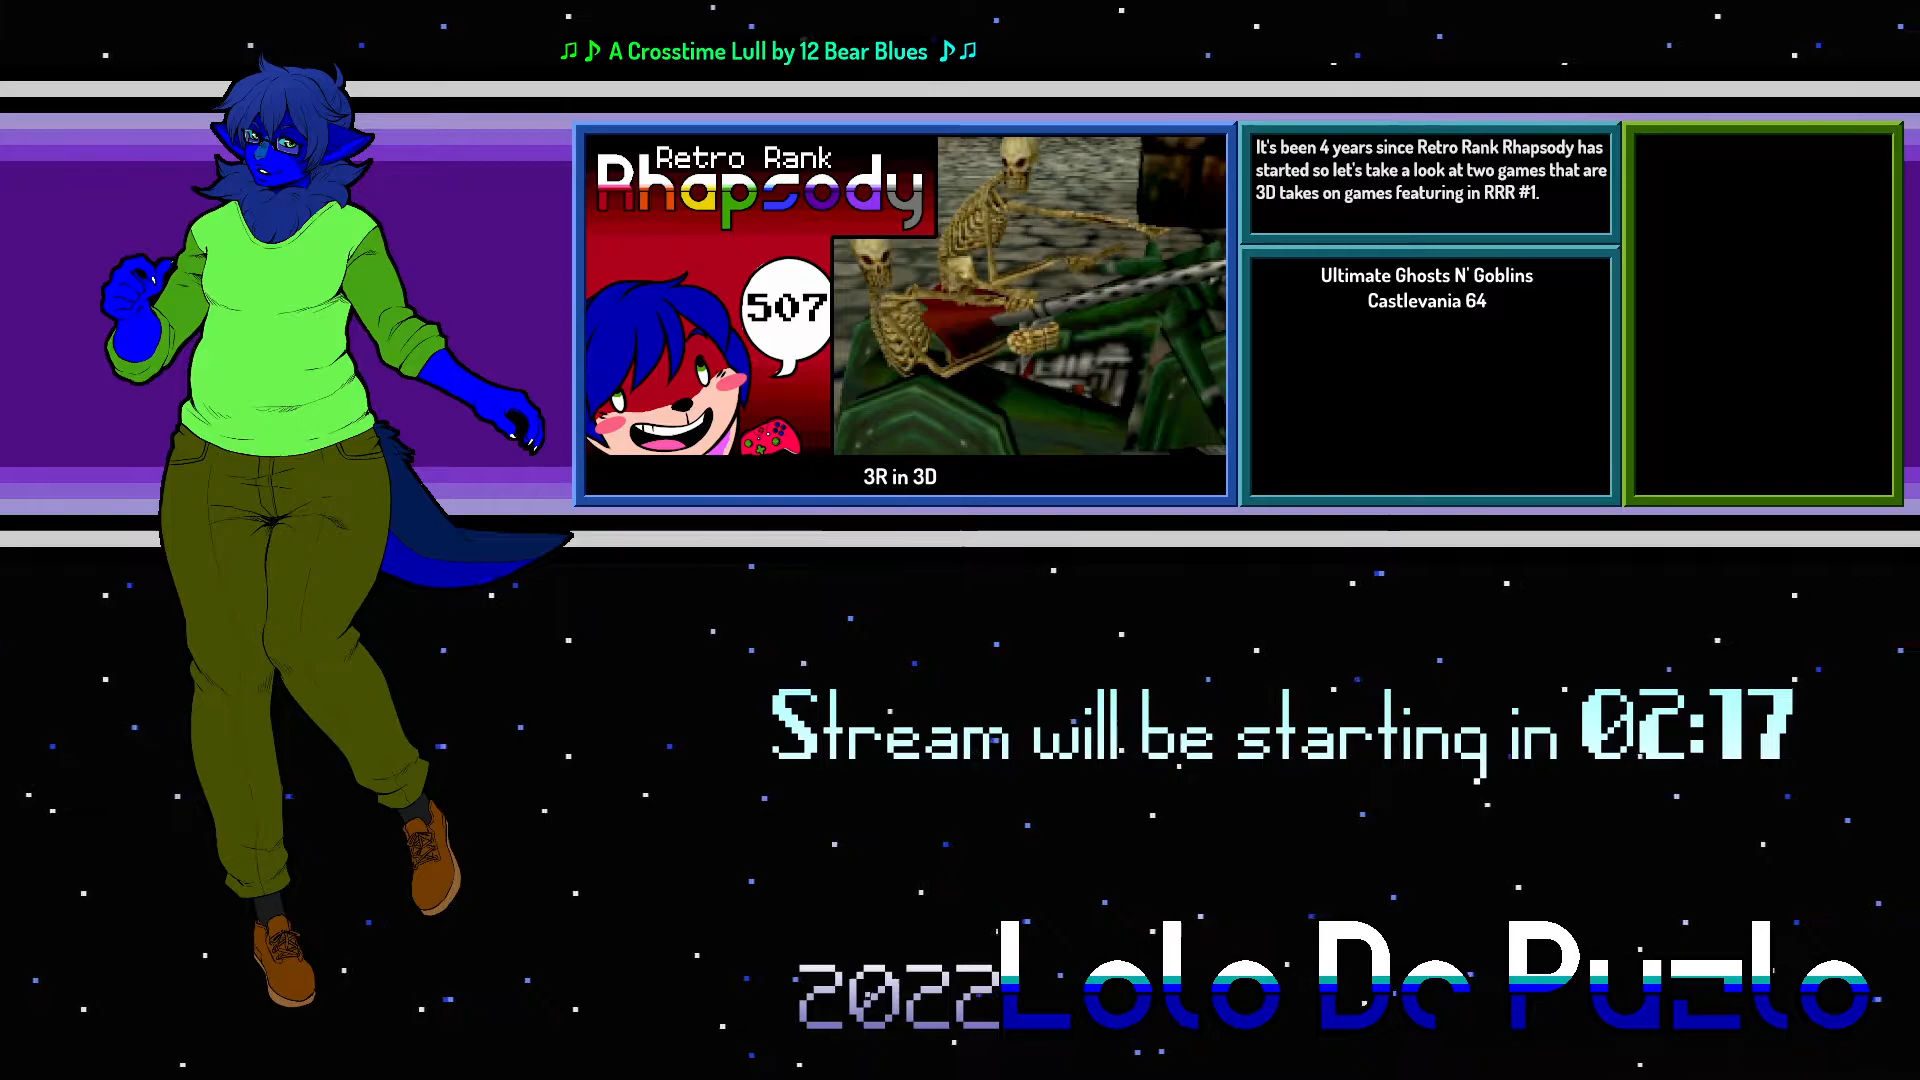 ♫♪ A Crosstime Lull by 12 Bear Blues ♪♫
Retro Rank
Rhapsody
507
3R in 3D
It's been 4 years since Retro Rank Rhapsody has
started so let's take a look at two games that are
3D takes on games featuring in RRR #1.
Ultimate Ghosts N' Goblins
Castlevania 64
Stream will be starting in 02:17
2022 Lolo De Puzlo